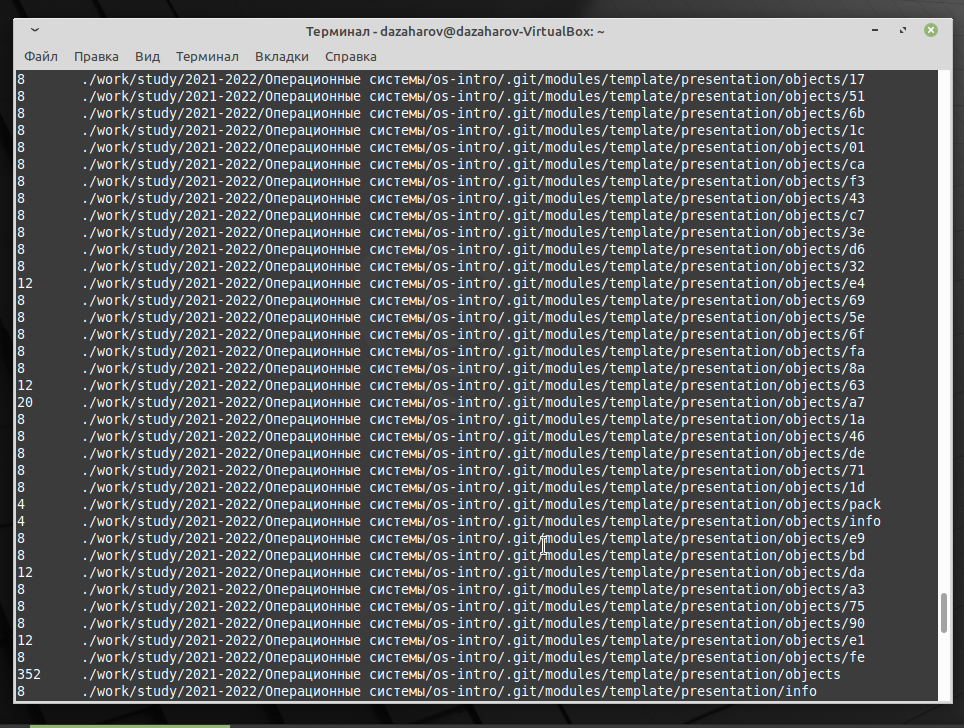 Терминал - dazaharov@dazaharov-VirtualBox: ~
Файл Правка Вид Терминал Вкладки Справка
8 ./work/study/2021-2022/Операционные системы/os-intro/.git/modules/template/presentation/objects/17
8 ./work/study/2021-2022/Операционные системы/os-intro/.git/modules/template/presentation/objects/51
8 ./work/study/2021-2022/Операционные системы/os-intro/.git/modules/template/presentation/objects/6b
8 ./work/study/2021-2022/Операционные системы/os-intro/.git/modules/template/presentation/objects/1c
8 ./work/study/2021-2022/Операционные системы/os-intro/.git/modules/template/presentation/objects/01
8 ./work/study/2021-2022/Операционные системы/os-intro/.git/modules/template/presentation/objects/ca
8 ./work/study/2021-2022/Операционные системы/os-intro/.git/modules/template/presentation/objects/f3
8 ./work/study/2021-2022/Операционные системы/os-intro/.git/modules/template/presentation/objects/43
8 ./work/study/2021-2022/Операционные системы/os-intro/.git/modules/template/presentation/objects/c7
8 ./work/study/2021-2022/Операционные системы/os-intro/.git/modules/template/presentation/objects/3e
8 ./work/study/2021-2022/Операционные системы/os-intro/.git/modules/template/presentation/objects/d6
8 ./work/study/2021-2022/Операционные системы/os-intro/.git/modules/template/presentation/objects/32
12 ./work/study/2021-2022/Операционные системы/os-intro/.git/modules/template/presentation/objects/e4
8 ./work/study/2021-2022/Операционные системы/os-intro/.git/modules/template/presentation/objects/69
8 ./work/study/2021-2022/Операционные системы/os-intro/.git/modules/template/presentation/objects/5e
8 ./work/study/2021-2022/Операционные системы/os-intro/.git/modules/template/presentation/objects/6f
8 ./work/study/2021-2022/Операционные системы/os-intro/.git/modules/template/presentation/objects/fa
8 ./work/study/2021-2022/Операционные системы/os-intro/.git/modules/template/presentation/objects/8a
12 ./work/study/2021-2022/Операционные системы/os-intro/.git/modules/template/presentation/objects/63
20 ./work/study/2021-2022/Операционные системы/os-intro/.git/modules/template/presentation/objects/a7
8 ./work/study/2021-2022/Операционные системы/os-intro/.git/modules/template/presentation/objects/1a
8 ./work/study/2021-2022/Операционные системы/os-intro/.git/modules/template/presentation/objects/46
8 ./work/study/2021-2022/Операционные системы/os-intro/.git/modules/template/presentation/objects/de
8 ./work/study/2021-2022/Операционные системы/os-intro/.git/modules/template/presentation/objects/71
8 ./work/study/2021-2022/Операционные системы/os-intro/.git/modules/template/presentation/objects/1d
4 ./work/study/2021-2022/Операционные системы/os-intro/.git/modules/template/presentation/objects/pack
4 ./work/study/2021-2022/Операционные системы/os-intro/.git/modules/template/presentation/objects/info
8 ./work/study/2021-2022/Операционные системы/os-intro/.git/modules/template/presentation/objects/e9
8 ./work/study/2021-2022/Операционные системы/os-intro/.git/modules/template/presentation/objects/bd
12 ./work/study/2021-2022/Операционные системы/os-intro/.git/modules/template/presentation/objects/da
8 ./work/study/2021-2022/Операционные системы/os-intro/.git/modules/template/presentation/objects/a3
8 ./work/study/2021-2022/Операционные системы/os-intro/.git/modules/template/presentation/objects/75
8 ./work/study/2021-2022/Операционные системы/os-intro/.git/modules/template/presentation/objects/90
12 ./work/study/2021-2022/Операционные системы/os-intro/.git/modules/template/presentation/objects/e1
8 ./work/study/2021-2022/Операционные системы/os-intro/.git/modules/template/presentation/objects/fe
352 ./work/study/2021-2022/Операционные системы/os-intro/.git/modules/template/presentation/objects
8 ./work/study/2021-2022/Операционные системы/os-intro/.git/modules/template/presentation/info